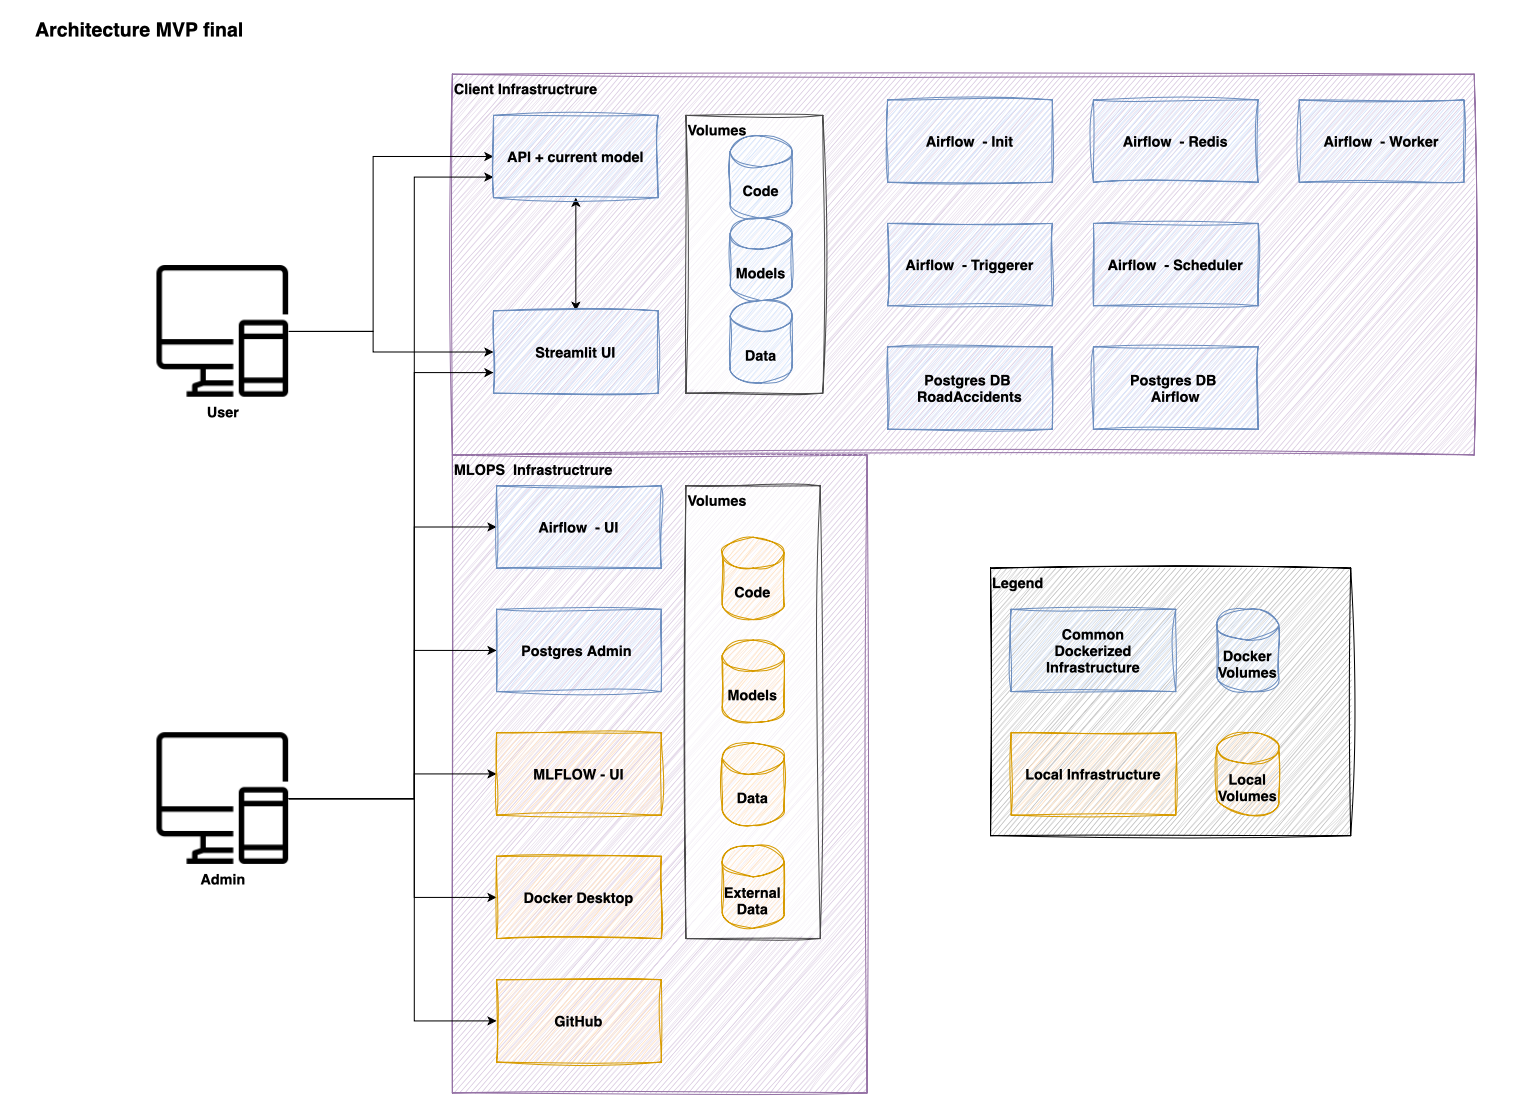 Architecture MVP final
Client Infrastructrure
API + current model
Streamlit UI
Volumes
Code
Models
Data
Airflow - Init
Airflow - Redis
Airflow - Worker
Airflow - Triggerer
Airflow - Scheduler
Postgres DB
RoadAccidents
Postgres DB
Airflow
User
MLOPS Infrastructrure
Airflow - UI
Postgres Admin
MLFLOW - UI
Docker Desktop
GitHub
Volumes
Code
Models
Data
External
Data
Admin
Legend
Common
Dockerized
Infrastructure
Docker
Volumes
Local Infrastructure
Local
Volumes